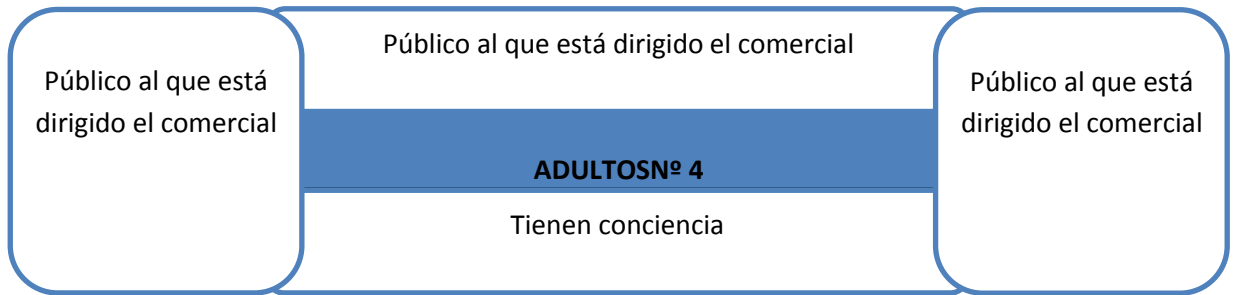 Público al que está
dirigido el comercial
Público al que está dirigido el comercial
ADULTOSNº 4
Tienen conciencia
Público al que está
dirigido el comercial